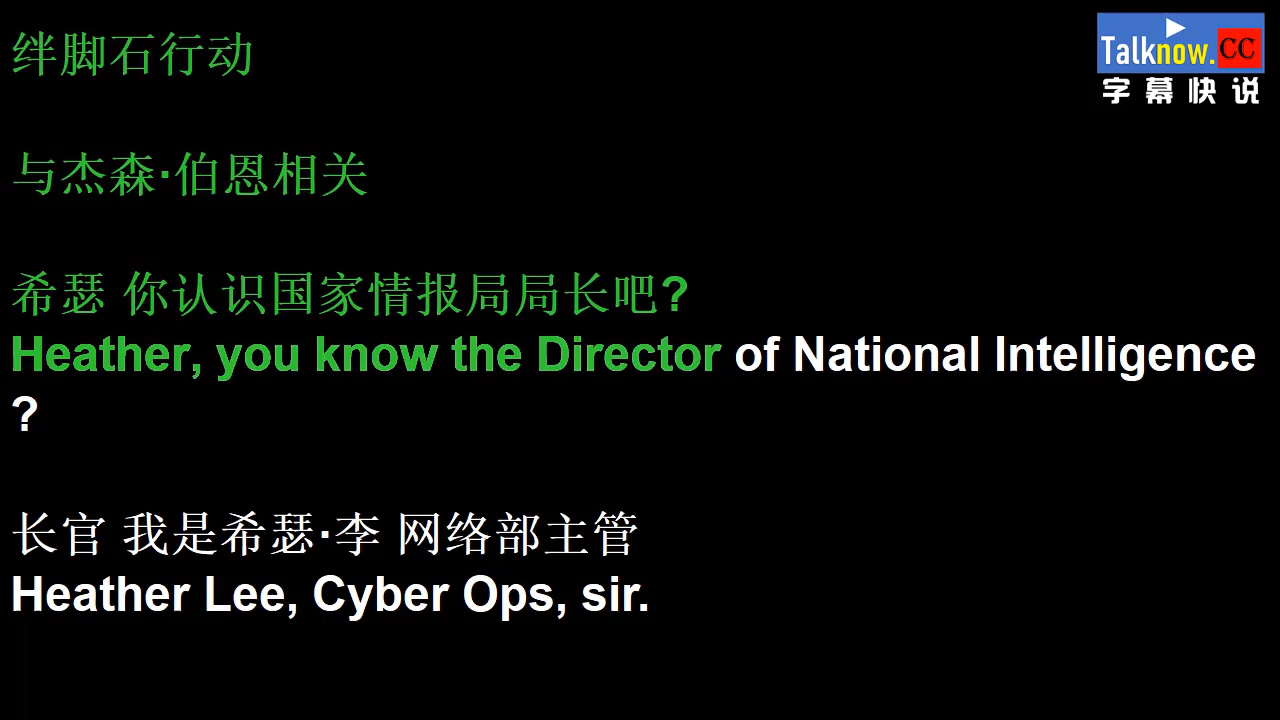 绊脚石行动
Talknow.CC
字幕快说
与杰森·伯恩相关
希瑟 你认识国家情报局局长吧?
Heather, you know the Director of National Intelligence
?
长官 我是希瑟·李 网络部主管
Heather Lee, Cyber Ops, sir.